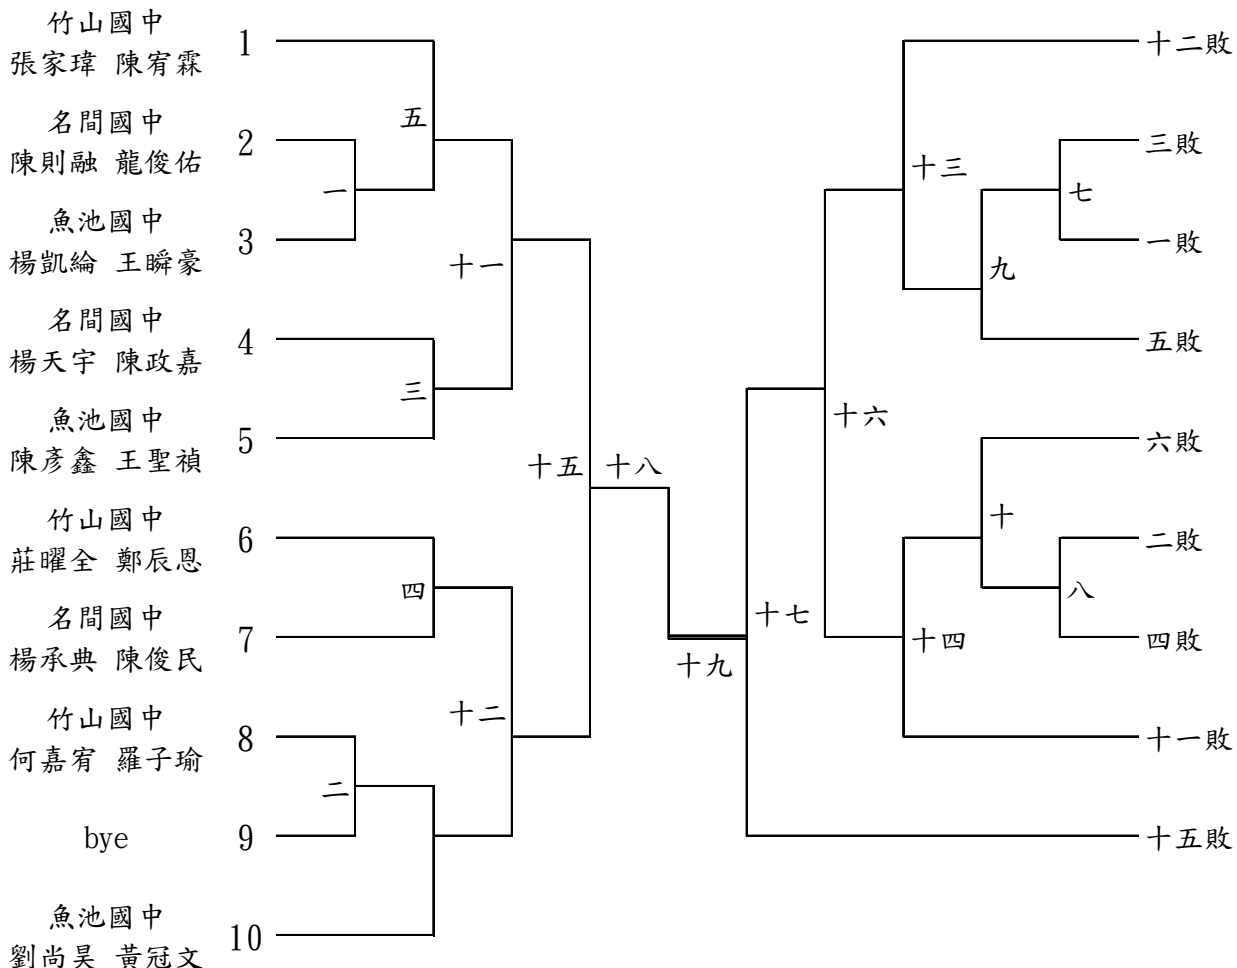 竹山國中
張家瑋 陳宥霖
1
名間國中
陳則融 龍俊佑
2
魚池國中
楊凱綸 王瞬豪
3
名間國中
楊天宇 陳政嘉
4
魚池國中
陳彥鑫 王聖禎
5
竹山國中
莊曜全 鄭辰恩
6
名間國中
楊承典 陳俊民
7
竹山國中
何嘉宥 羅子瑜
8
bye
9
魚池國中
劉尚昊 黃冠文
10
五
一
十一
三
十五
四
十二
二
十八
十九
十七
十六
十三
九
七
十
八
十四
十二敗
三敗
一敗
五敗
六敗
二敗
四敗
十一敗
十五敗